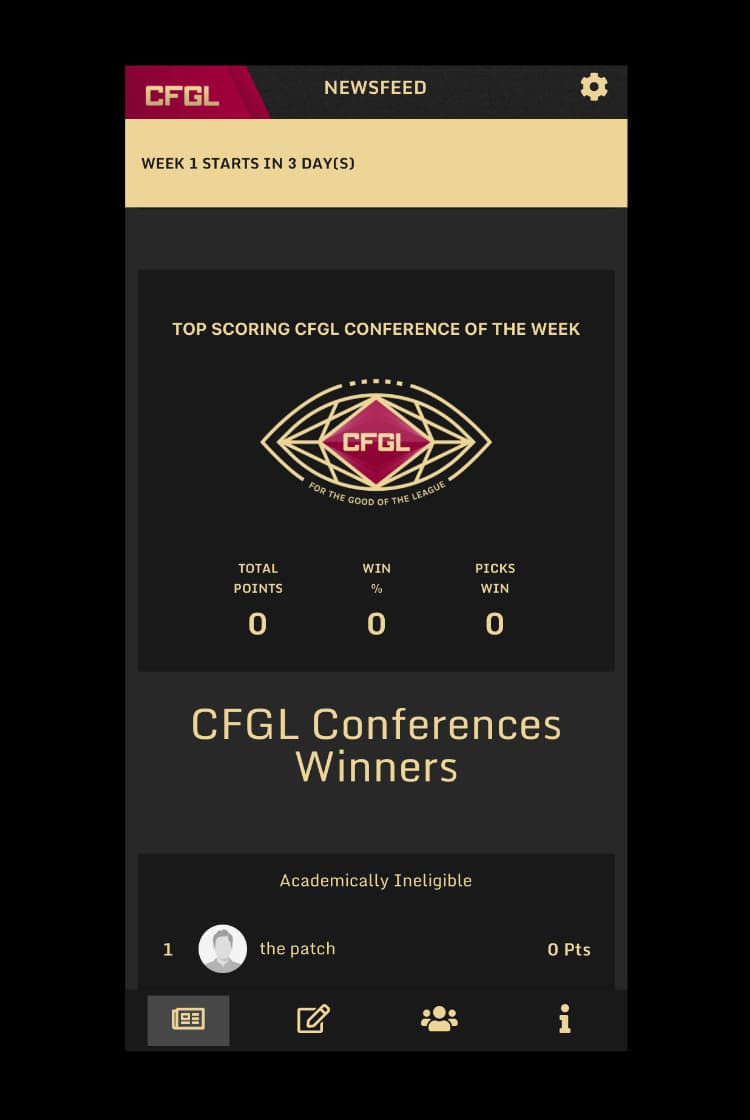 CFGL
NEWSFEED
WEEK 1 STARTS IN 3 DAY(S)
TOP SCORING CFGL CONFERENCE OF THE WEEK
CFGL
FOR THE GOOD OF THE LEAGUE
TOTAL POINTS
WIN %
PICKS WIN
0
0
0
CFGL Conferences
Winners
Academically Ineligible
1 the patch 0 Pts